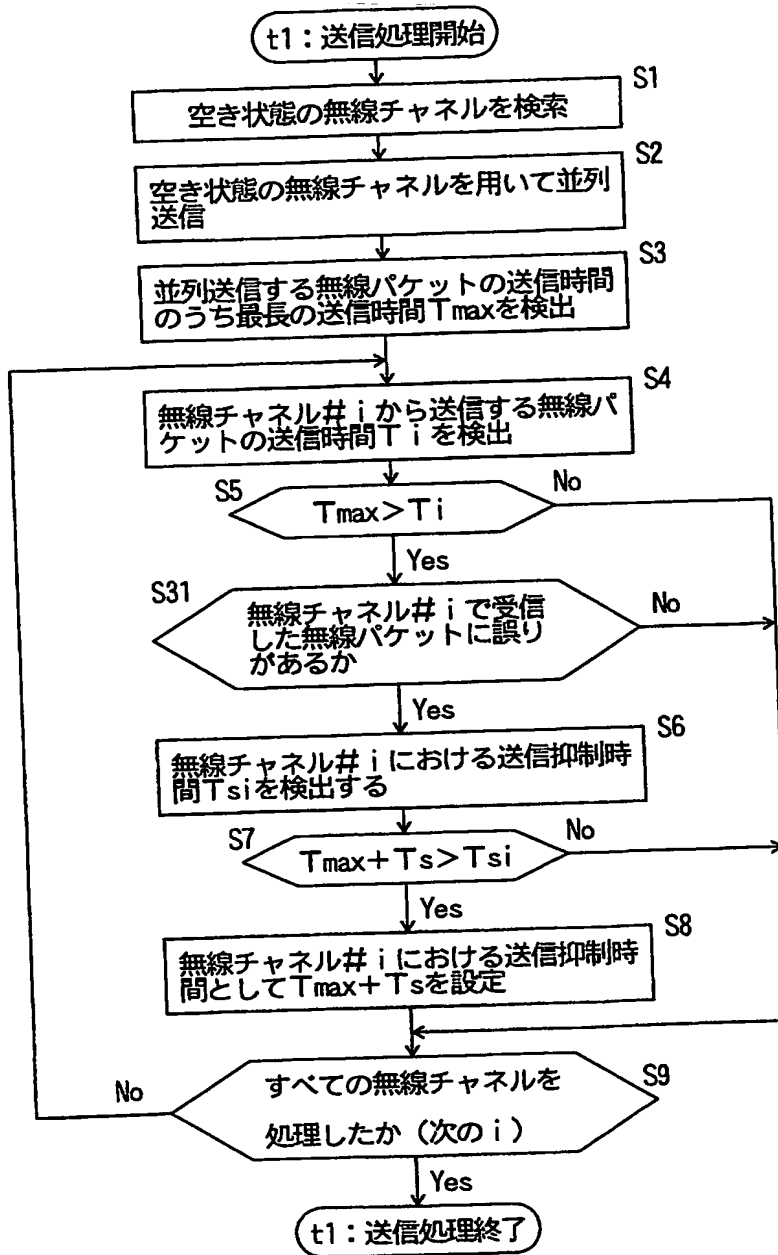 t1：送信処理開始
S1
空き状態の無線チャネルを検索
S2
空き状態の無線チャネルを用いて並列
送信
S3
並列送信する無線パケットの送信時間
のうち最長の送信時間Tmaxを検出
S4
無線チャネル＃iから送信する無線パ
ケットの送信時間Tiを検出
S5
Tmax＞Ti
No
Yes
S31
無線チャネル＃iで受信
した無線パケットに誤り
があるか
No
Yes
S6
無線チャネル＃iにおける送信抑制時
間Tsiを検出する
S7
Tmax＋Ts＞Tsi
No
Yes
S8
無線チャネル＃iにおける送信抑制時
間としてTmax＋Tsを設定
No
すべての無線チャネルを
処理したか（次のi）
S9
Yes
t1：送信処理終了